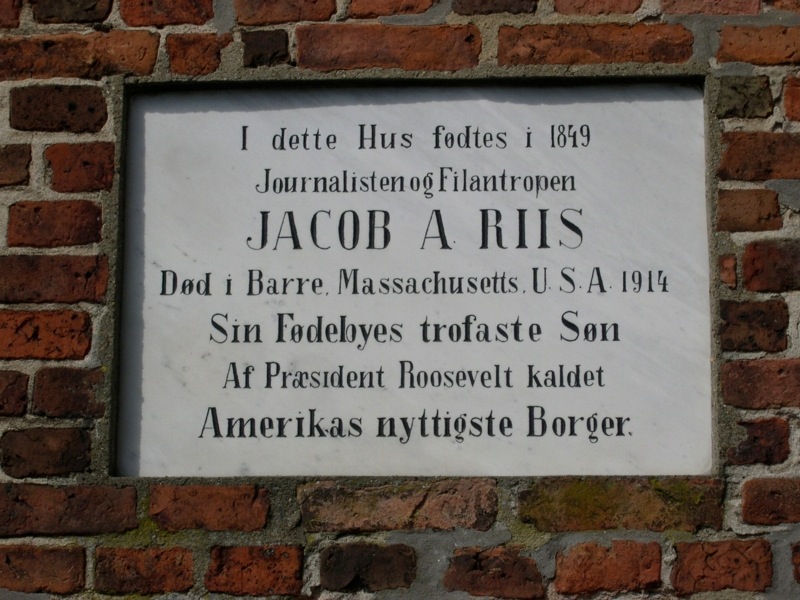 I dette Hus fødtes i 1849
Journalisten og Filantropen
JACOB A. RIIS
Død i Barre, Massachusetts, U.S.A. 1914
Sin Fødebyes trofaste Søn
Af Præsident Roosevelt kaldet
Amerikas nyttigste Borger.